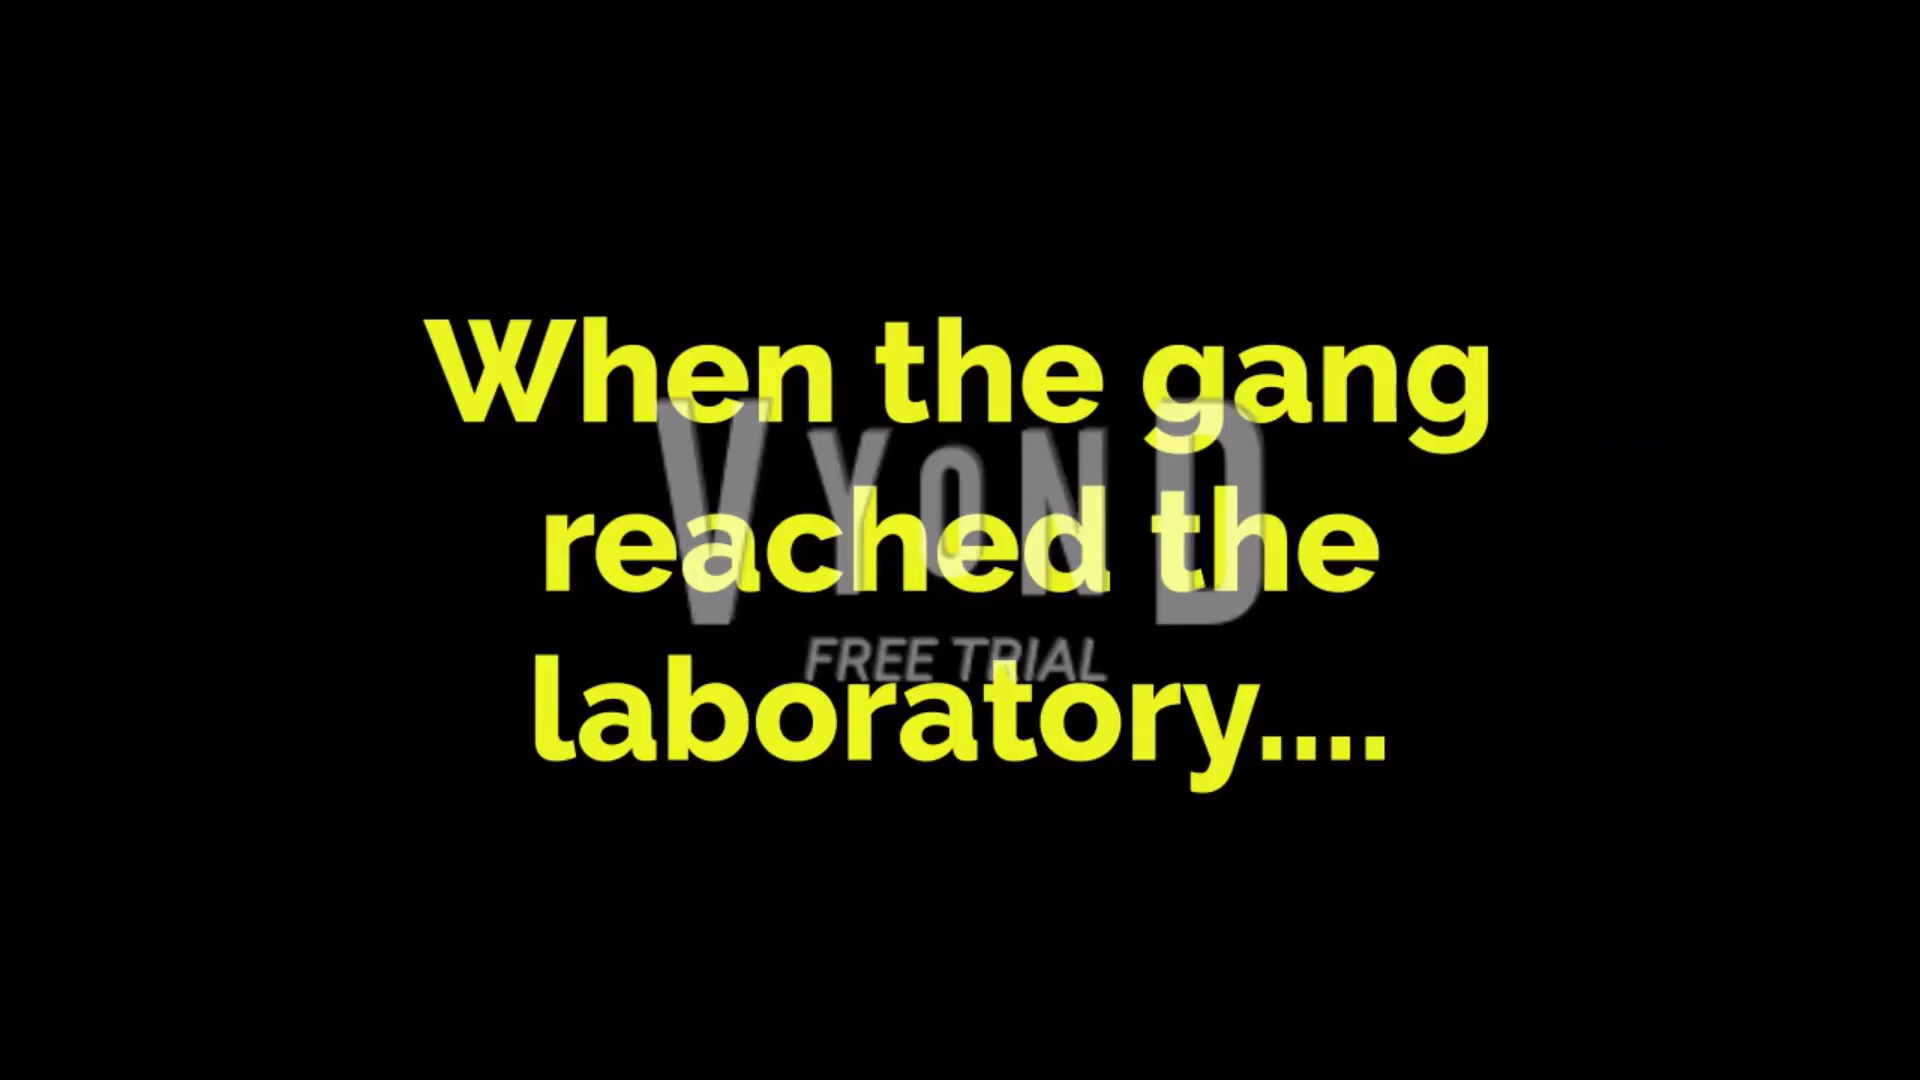 When the gang
VYOND
reached the
FREE TRIAL
laboratory....